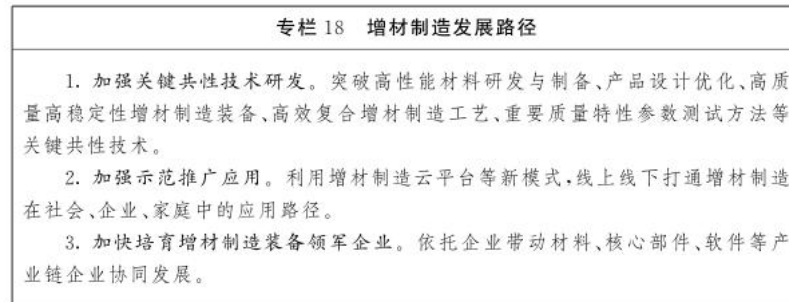 专栏 18 增材制造发展路径
1. 加强关键共性技术研发。突破高性能材料研发与制备、产品设计优化、高质
量高稳定性增材制造装备、高效复合增材制造工艺、重要质量特性参数测试方法等
关键共性技术。
2. 加强示范推广应用。利用增材制造云平台等新模式,线上线下打通增材制造
在社会、企业、家庭中的应用路径。
3. 加快培育增材制造装备领军企业。依托企业带动材料、核心部件、软件等产
业链企业协同发展。